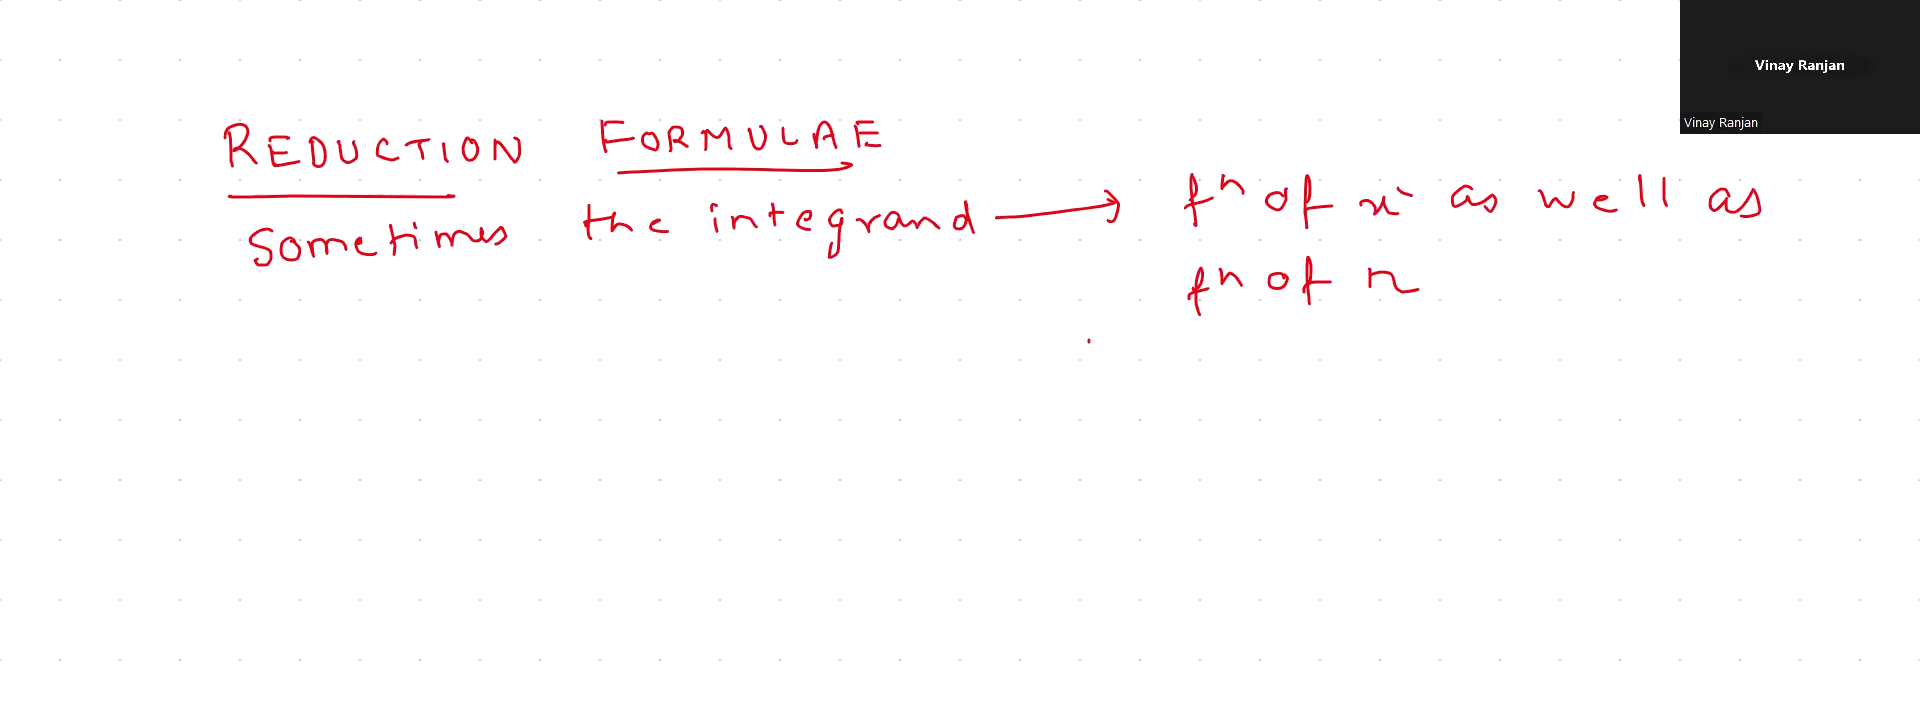 Vinay Ranjan
Vinay Ranjan
REDUCTION FORMULAE
Sometimes the integrand → fⁿ of x as well as
fⁿ of n